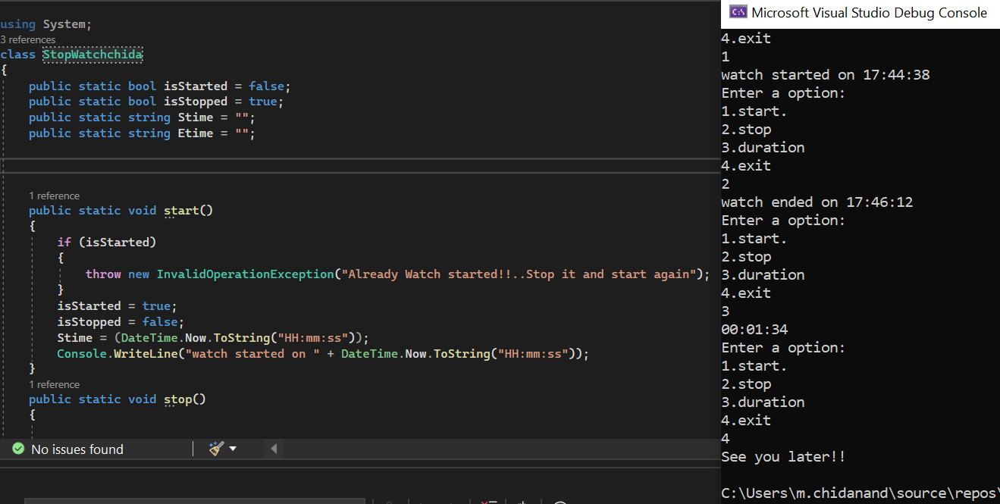 using System;
3 references
class StopWatchchida
{
public static bool isStarted = false;
public static bool isStopped = true;
public static string Stime = "";
public static string Etime = "";
1 reference
public static void start()
{
if (isStarted)
{
throw new InvalidOperationException("Already Watch started!!..Stop it and start again");
}
isStarted = true;
isStopped = false;
Stime = (DateTime.Now.ToString("HH:mm:ss"));
Console.WriteLine("watch started on " + DateTime.Now.ToString("HH:mm:ss"));
}
1 reference
public static void stop()
{
No issues found
C:\
Microsoft Visual Studio Debug Console
4.exit
1
watch started on 17:44:38
Enter a option:
1.start.
2.stop
3.duration
4.exit
2
watch ended on 17:46:12
Enter a option:
1.start.
2.stop
3.duration
4.exit
3
00:01:34
Enter a option:
1.start.
2.stop
3.duration
4.exit
4
See you later!!
C:\Users\m.chidanand\source\repos\